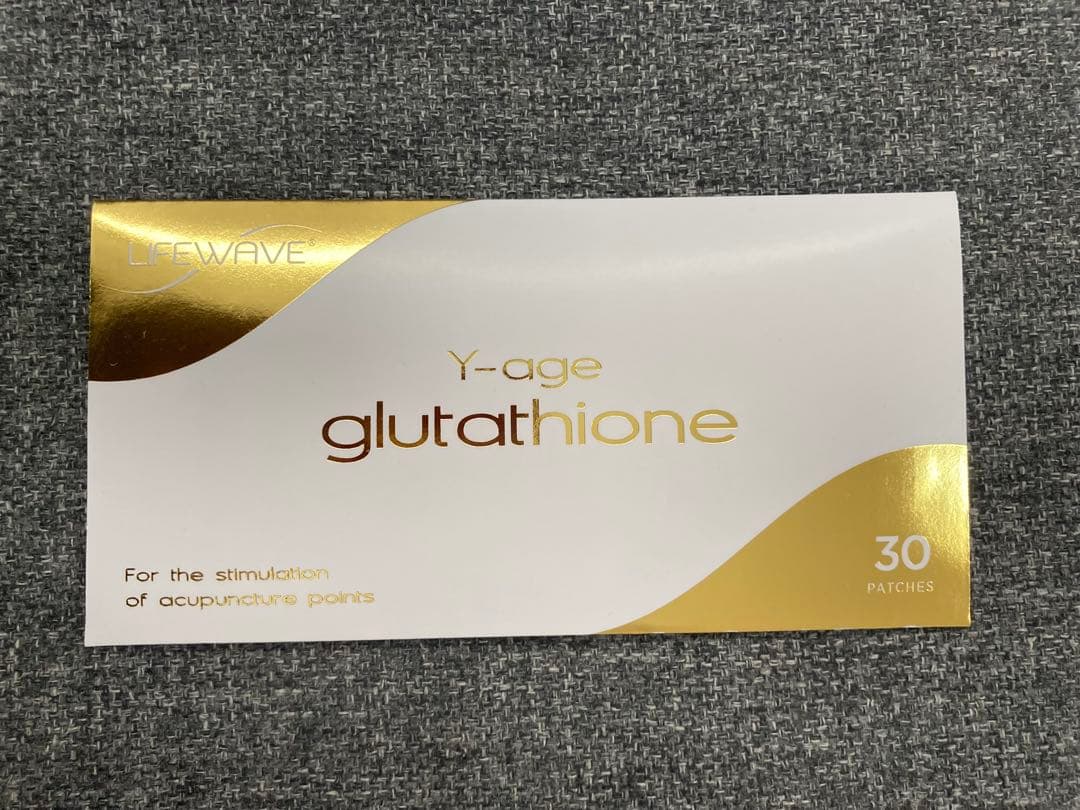 LIFEWAVE®
Y-age
glutathione
For the stimulation
of acupuncture points
30
PATCHES